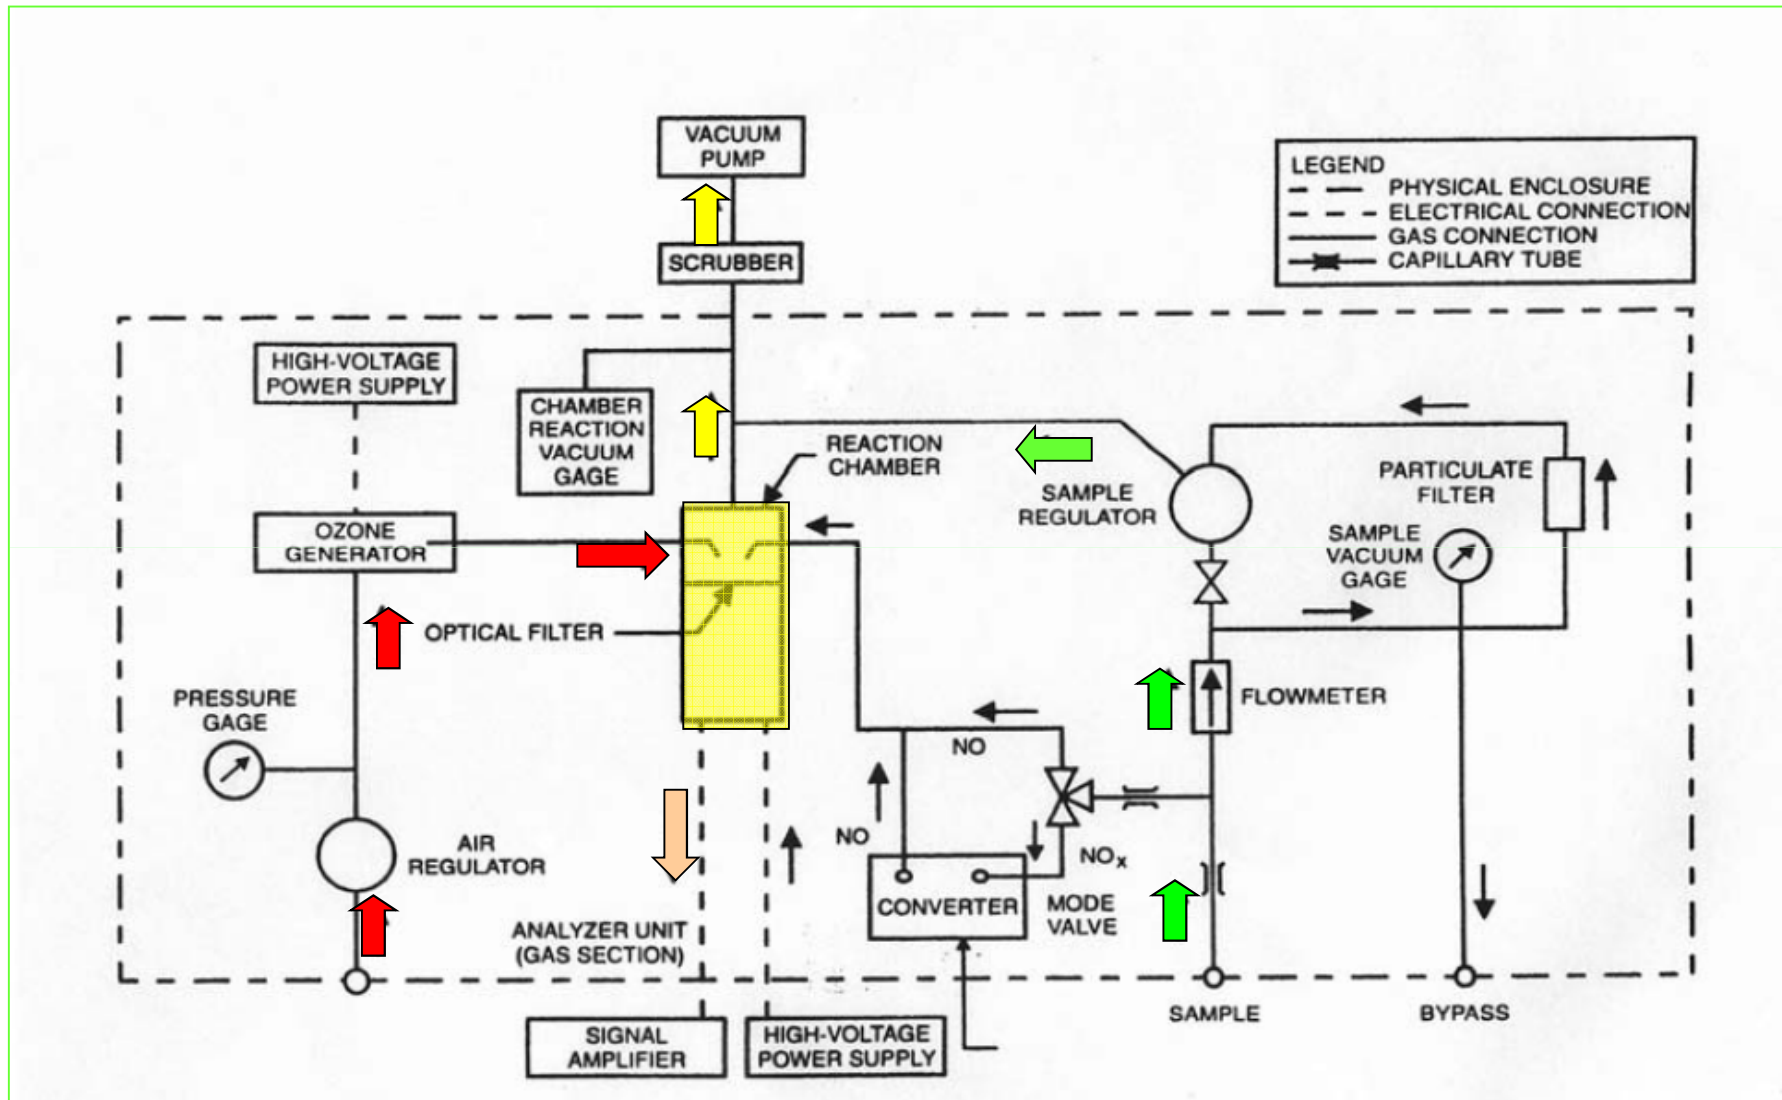 VACUUM
PUMP
SCRUBBER
LEGEND
PHYSICAL ENCLOSURE
ELECTRICAL CONNECTION
GAS CONNECTION
CAPILLARY TUBE
HIGH-VOLTAGE
POWER SUPPLY
CHAMBER
REACTION
VACUUM
GAGE
REACTION
CHAMBER
SAMPLE
REGULATOR
PARTICULATE
FILTER
SAMPLE
VACUUM
GAGE
OZONE
GENERATOR
OPTICAL FILTER
PRESSURE
GAGE
FLOWMETER
NO
NO
NOx
AIR
REGULATOR
CONVERTER
MODE
VALVE
ANALYZER UNIT
(GAS SECTION)
SAMPLE
BYPASS
SIGNAL
AMPLIFIER
HIGH-VOLTAGE
POWER SUPPLY